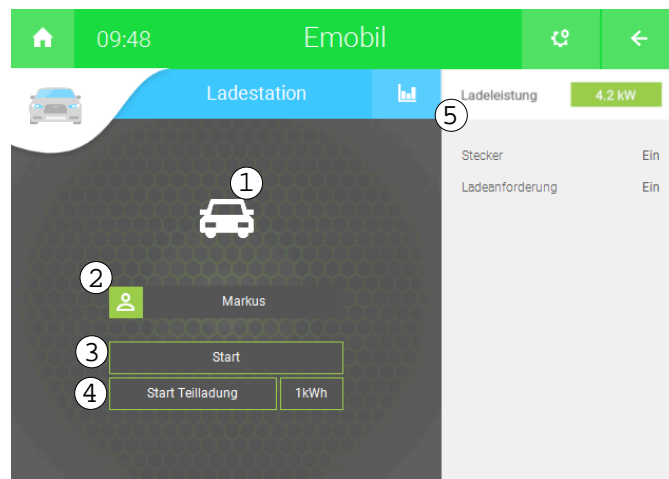 09:48 Emobil
Ladestation
Ladeleistung 4.2 kW
5
Stecker Ein
Ladeanforderung Ein
1
2
Markus
3 Start
4 Start Teilladung 1kWh